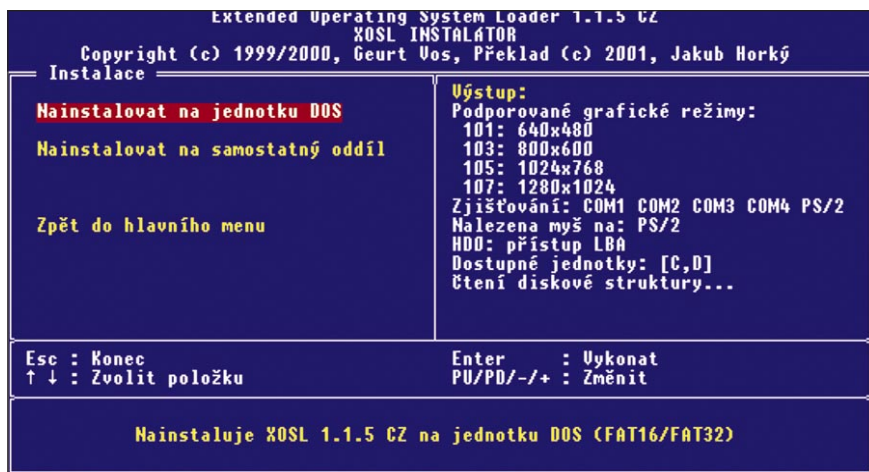 Extended Operating System Loader 1.1.5 CZ
XOSL INSTALATOR
Copyright (c) 1999/2000, Geurt Vos, Překlad (c) 2001, Jakub Horký
Instalace
Nainstalovat na jednotku DOS
Nainstalovat na samostatný oddíl
Zpět do hlavního menu
Výstup:
Podporované grafické režimy:
101: 640x480
103: 800x600
105: 1024x768
107: 1280x1024
Zjišťování: COM1 COM2 COM3 COM4 PS/2
Nalezena myš na: PS/2
HD0: přístup LBA
Dostupné jednotky: [C,D]
Čtení diskové struktury...
Esc : Konec
↑ ↓ : Zvolit položku
Enter : Vykonat
PU/PD/-/+ : Změnit
Nainstaluje XOSL 1.1.5 CZ na jednotku DOS (FAT16/FAT32)